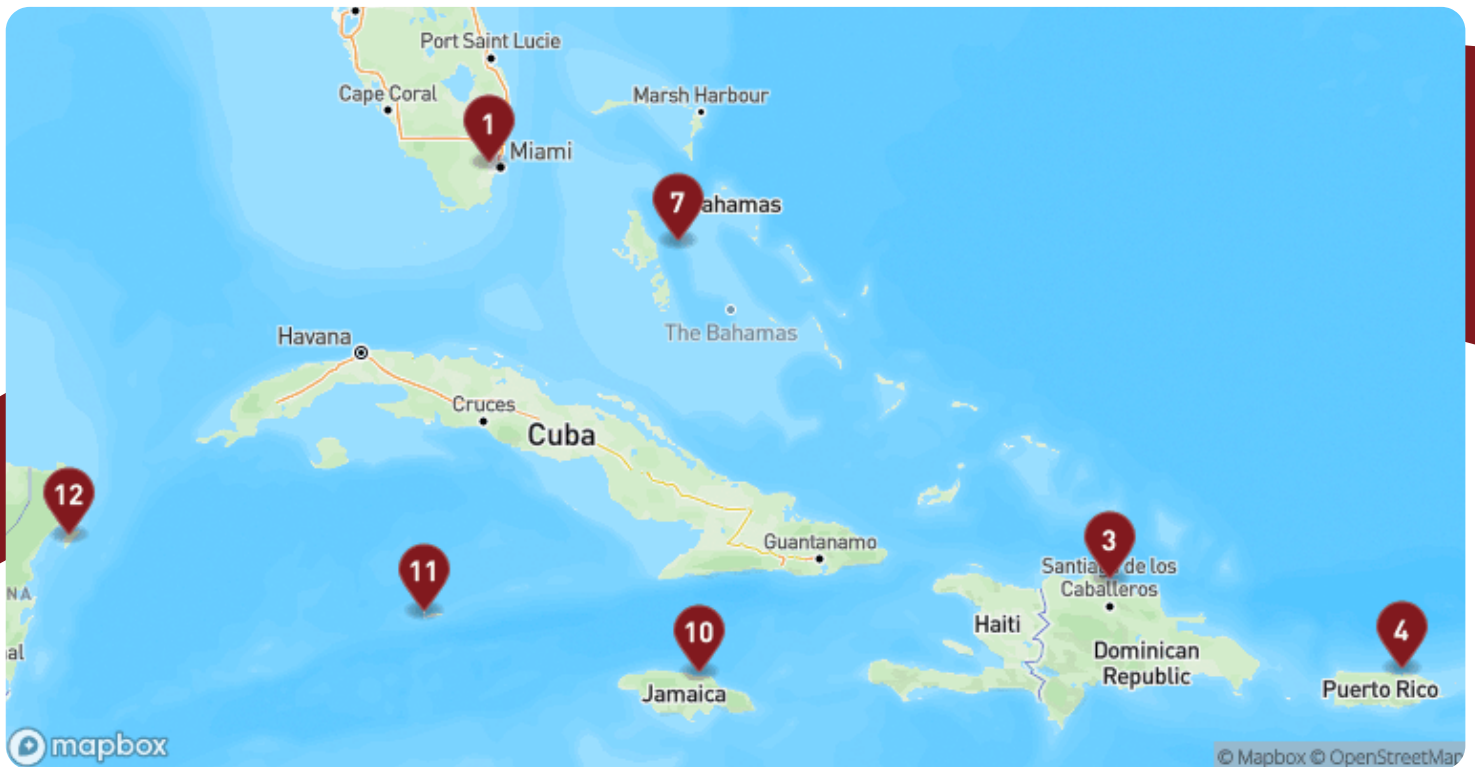 Port Saint Lucie
Cape Coral
Marsh Harbour
1
Miami
7
ahamas
The Bahamas
Havana
Cruces
Cuba
12
Guantanamo
3
11
Santia de los
Caballeros
NA
10
Haiti
4
al
Dominican
Republic
Jamaica
Puerto Rico
mapbox
© Mapbox © OpenStreetMap